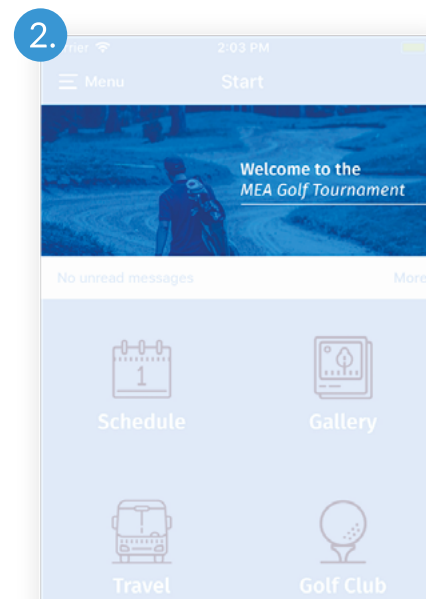 2.
rrier 2:03 PM
Menu Start
Welcome to the
MEA Golf Tournament
No unread messages More
1
Schedule Gallery
Travel Golf Club